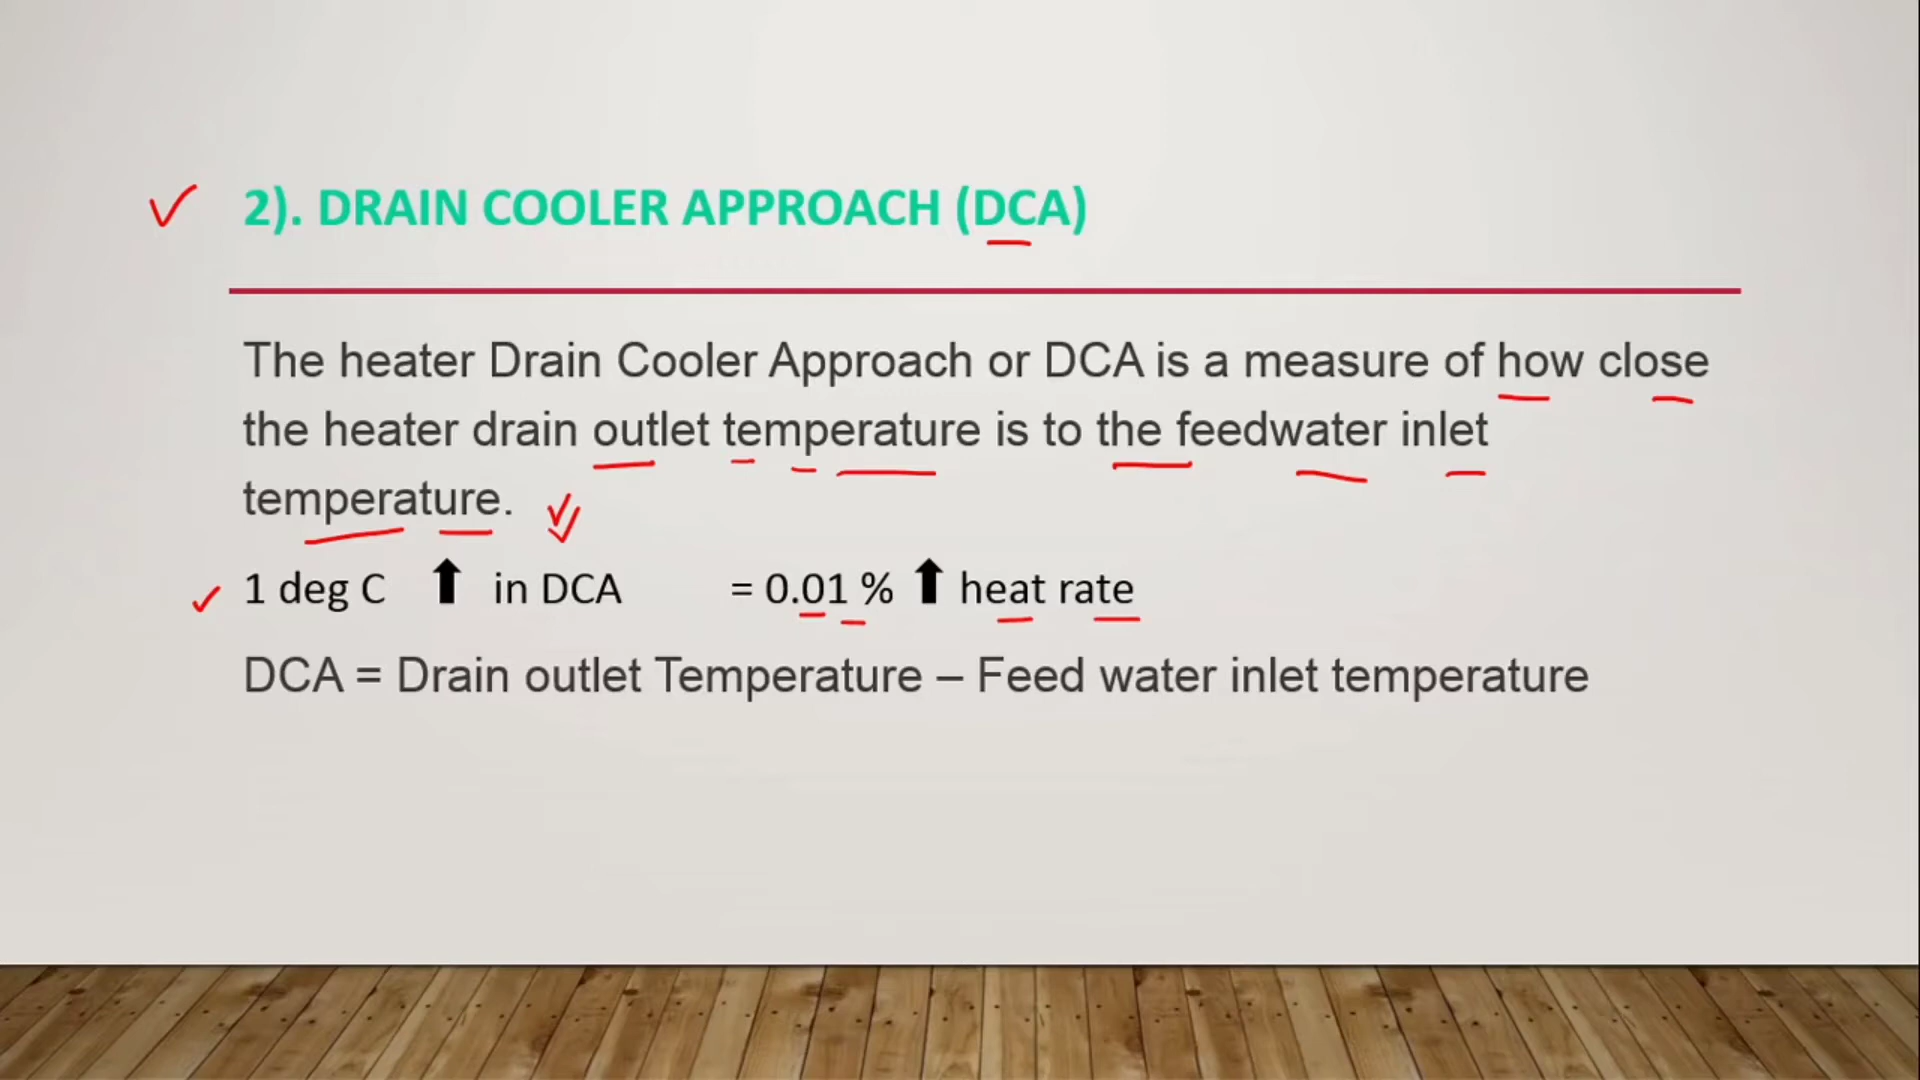 2). DRAIN COOLER APPROACH (DCA)
The heater Drain Cooler Approach or DCA is a measure of how close
the heater drain outlet temperature is to the feedwater inlet
temperature.
1 deg C ⬆ in DCA = 0.01 % ⬆ heat rate
DCA = Drain outlet Temperature – Feed water inlet temperature